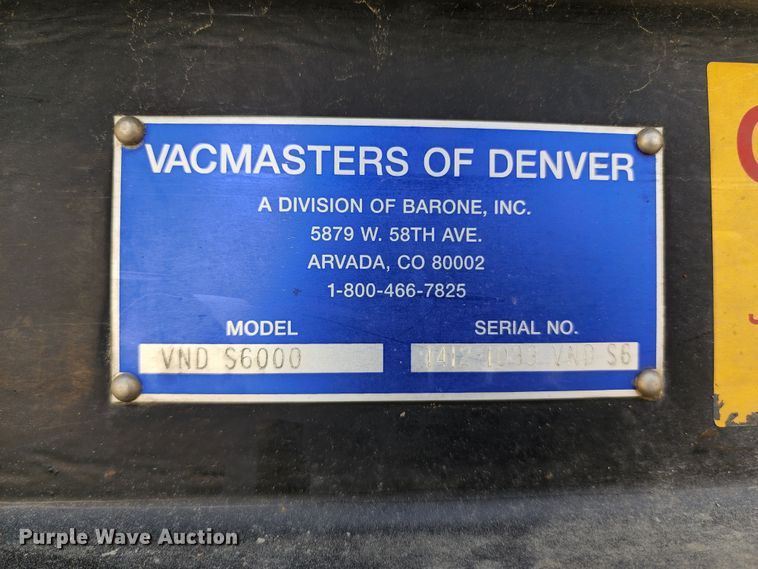 VACMASTERS OF DENVER
A DIVISION OF BARONE, INC.
5879 W. 58TH AVE.
ARVADA, CO 80002
1-800-466-7825
MODEL SERIAL NO.
VND S6000 VND S6
Purple Wave Auction